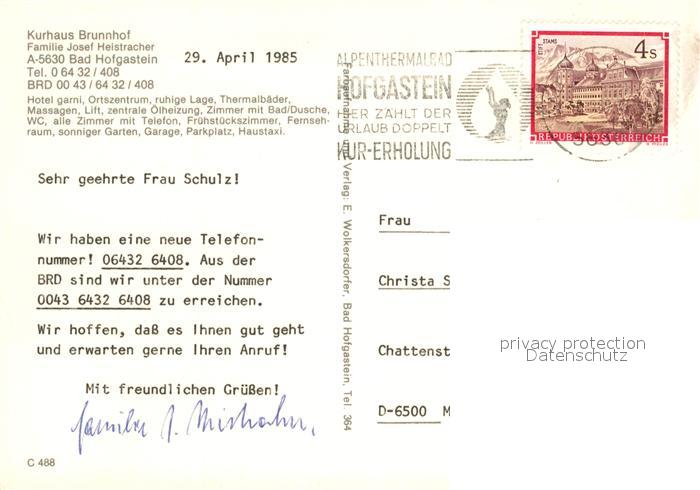 Kurhaus Brunnhof
Familie Josef Heistracher
A-5630 Bad Hofgastein
Tel. 0 64 32 / 408
BRD 00 43 / 64 32 / 408
Hotel garni, Ortszentrum, ruhige Lage, Thermalbäder,
Massagen, Lift, zentrale Ölheizung, Zimmer mit Bad/Dusche,
WC, alle Zimmer mit Telefon, Frühstückszimmer, Fernseh-
raum, sonniger Garten, Garage, Parkplatz, Haustaxi.
29. April 1985
ALPENTHERMALBAD
HOFGASTEIN
HIER ZÄHLT DER
URLAUB DOPPELT
KUR-ERHOLUNG
STIFT STAMS
4s
REPUBLIK ÖSTERREICH
5630
Sehr geehrte Frau Schulz!
Wir haben eine neue Telefon-
nummer! 06432 6408. Aus der
BRD sind wir unter der Nummer
0043 6432 6408 zu erreichen.
Wir hoffen, daß es Ihnen gut geht
und erwarten gerne Ihren Anruf!
Mit freundlichen Grüßen!
Familie J.
C 488
Farbaufnahme und Verlag: E. Wolkersdorfer, Bad Hofgastein, Tel. 364
Frau
Christa S
Chattenst
D-6500 M
privacy protection
Datenschutz